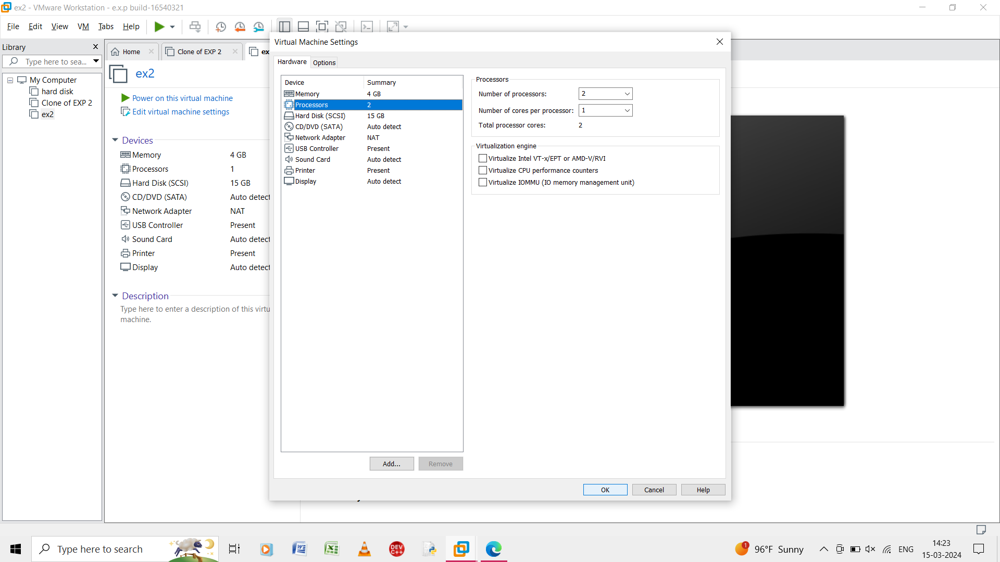 ex2 - VMware Workstation - e.x.p build-16540321
File Edit View VM Tabs Help
Library
Type here to sea...
My Computer
hard disk
Clone of EXP 2
ex2
Home
Clone of EXP 2
ex
ex2
Power on this virtual machine
Edit virtual machine settings
Devices
Memory 4 GB
Processors 1
Hard Disk (SCSI) 15 GB
CD/DVD (SATA) Auto detect
Network Adapter NAT
USB Controller Present
Sound Card Auto detect
Printer Present
Display Auto detect
Description
Type here to enter a description of this virtu
machine.
Virtual Machine Settings
Hardware Options
Device Summary
Memory 4 GB
Processors 2
Hard Disk (SCSI) 15 GB
CD/DVD (SATA) Auto detect
Network Adapter NAT
USB Controller Present
Sound Card Auto detect
Printer Present
Display Auto detect
Add... Remove
Processors
Number of processors: 2
Number of cores per processor: 1
Total processor cores: 2
Virtualization engine
Virtualize Intel VT-x/EPT or AMD-V/RVI
Virtualize CPU performance counters
Virtualize IOMMU (IO memory management unit)
OK Cancel Help
Type here to search
DEV
C++
1
96°F Sunny
ENG
14:23
15-03-2024